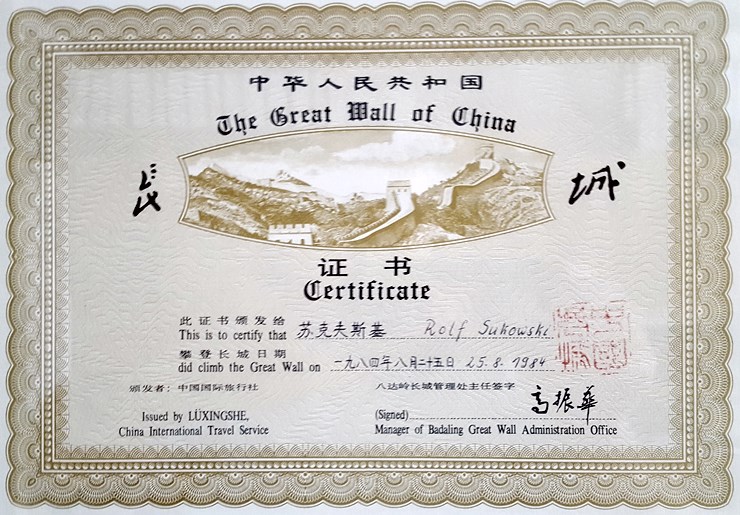 中华人民共和国
The Great Wall of China
長 城
证书
Certificate
此证书颁发给
This is to certify that 苏克夫斯基 Rolf Sukowski
攀登长城日期
did climb the Great Wall on 一九八四年八月二十五日 25.8.1984
颁发者：中国国际旅行社
Issued by LÜXINGSHE,
China International Travel Service
八达岭长城管理处主任签字
(Signed) 高振華
Manager of Badaling Great Wall Administration Office